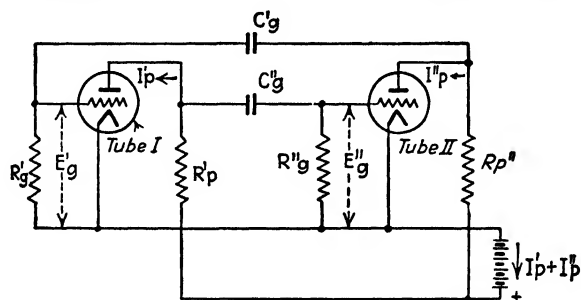 C'g
I'p
C"g
I"p
Tube I
Tube II
R'g
E'g
R'p
R"g
E"g
Rp"
I'p+I"p
+